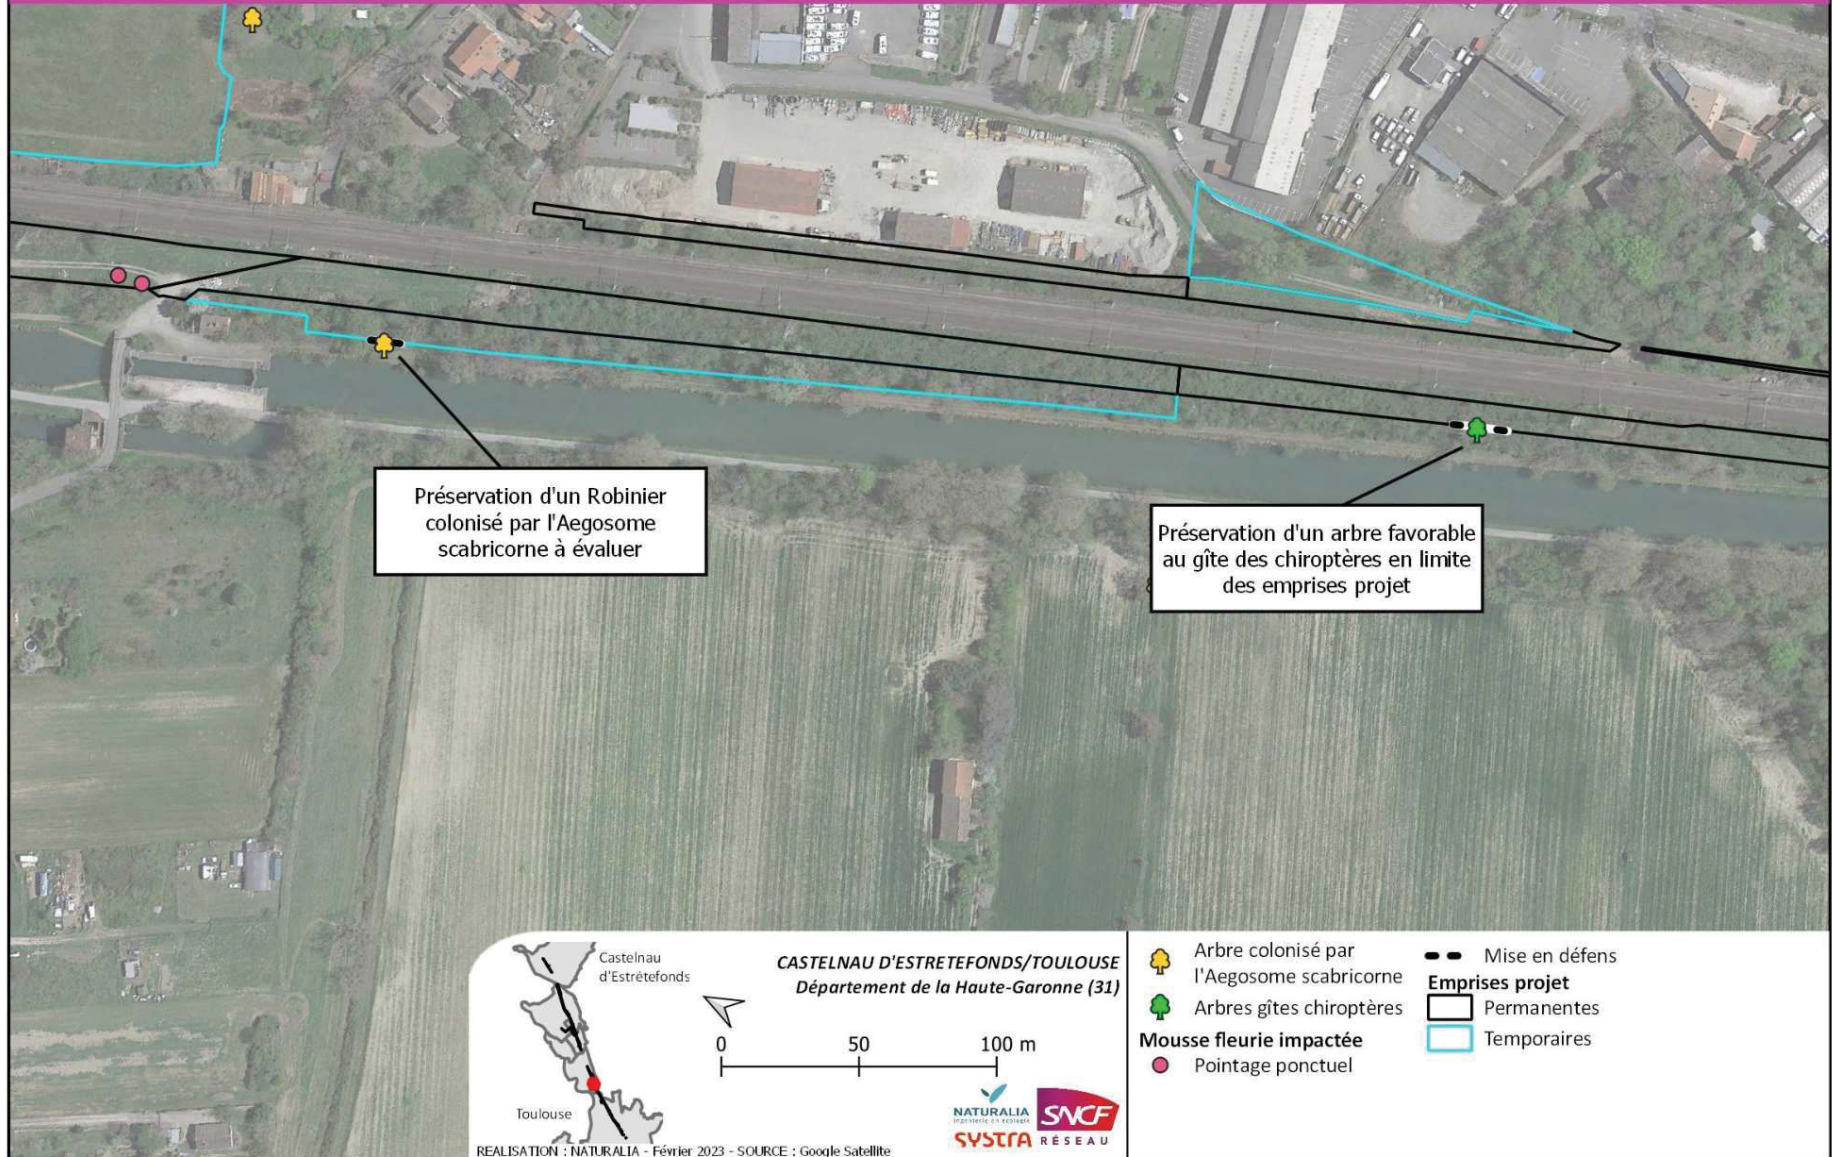 Préservation d'un Robinier
colonisé par l'Aegosome
scabricorne à évaluer
Préservation d'un arbre favorable
au gîte des chiroptères en limite
des emprises projet
Castelnau
d'Estrétefonds
Toulouse
CASTELNAU D'ESTRETEFONDS/TOULOUSE
Département de la Haute-Garonne (31)
0 50 100 m
NATURALIA
Ingénierie en écologie
SYSTRA
SNCF
RÉSEAU
REALISATION : NATURALIA - Février 2023 - SOURCE : Google Satellite
Arbre colonisé par
l'Aegosome scabricorne
Arbres gîtes chiroptères
Mousse fleurie impactée
Pointage ponctuel
Mise en défens
Emprises projet
Permanentes
Temporaires